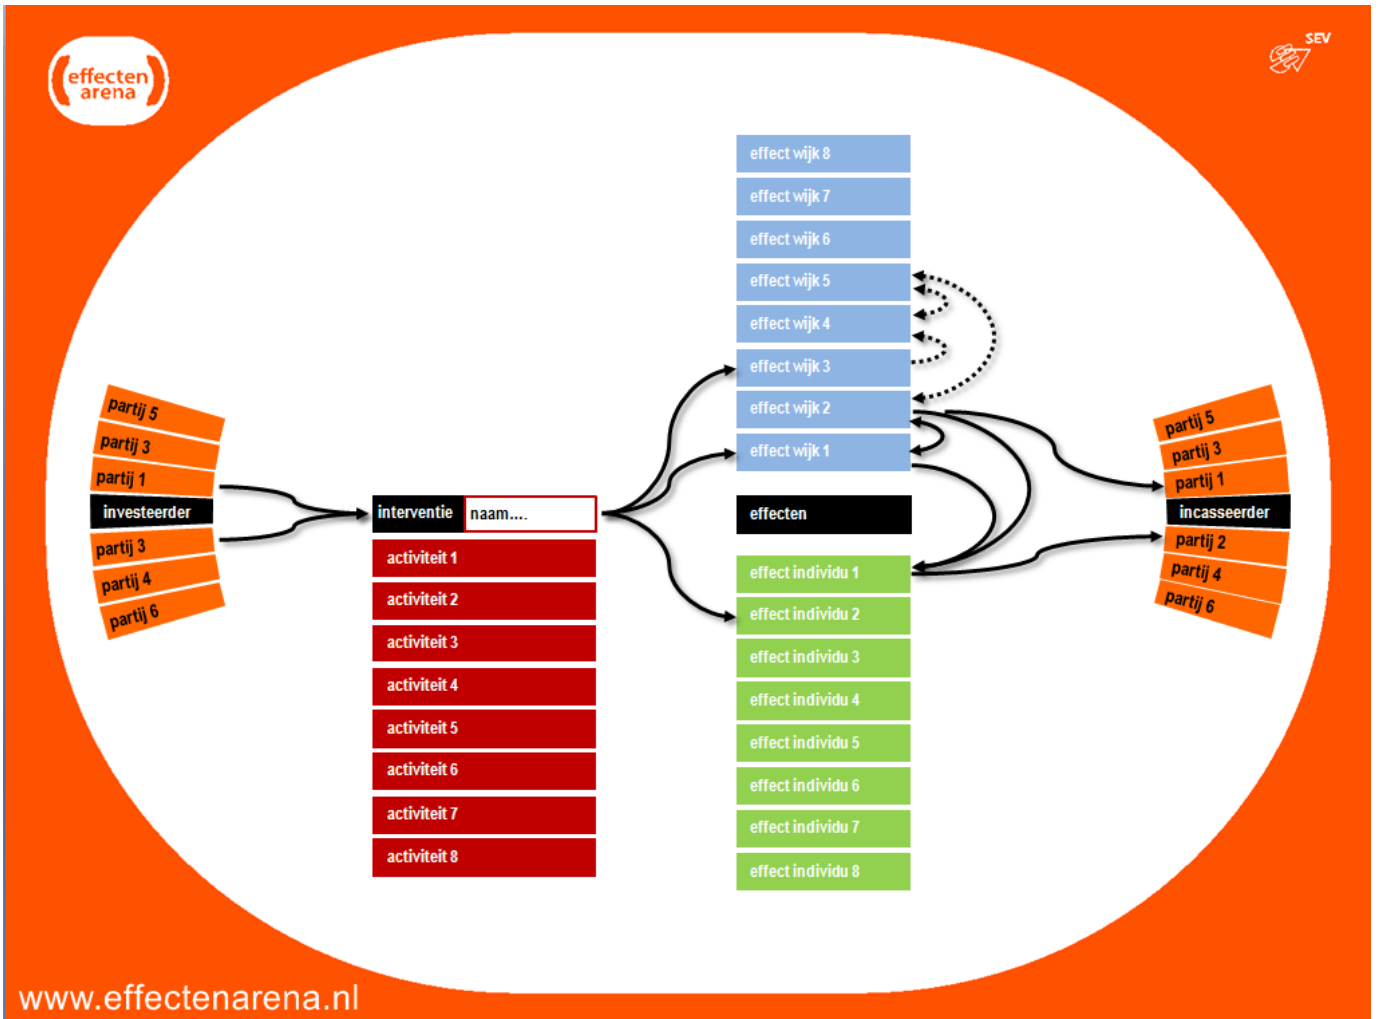 effecten
arena
SEV
partij 5
partij 3
partij 1
investeerder
partij 3
partij 4
partij 6
interventie
naam....
activiteit 1
activiteit 2
activiteit 3
activiteit 4
activiteit 5
activiteit 6
activiteit 7
activiteit 8
effect wijk 8
effect wijk 7
effect wijk 6
effect wijk 5
effect wijk 4
effect wijk 3
effect wijk 2
effect wijk 1
effecten
effect individu 1
effect individu 2
effect individu 3
effect individu 4
effect individu 5
effect individu 6
effect individu 7
effect individu 8
partij 5
partij 3
partij 1
incasseerder
partij 2
partij 4
partij 6
www.effectenarena.nl